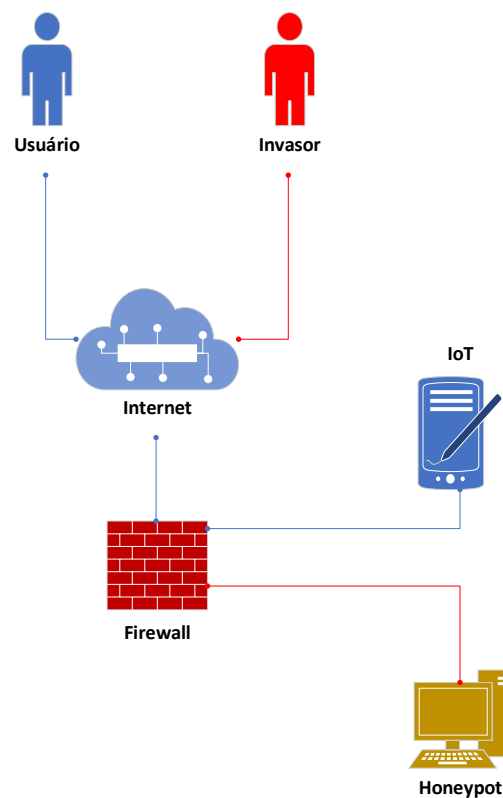 Usuário
Invasor
Internet
IoT
Firewall
Honeypot